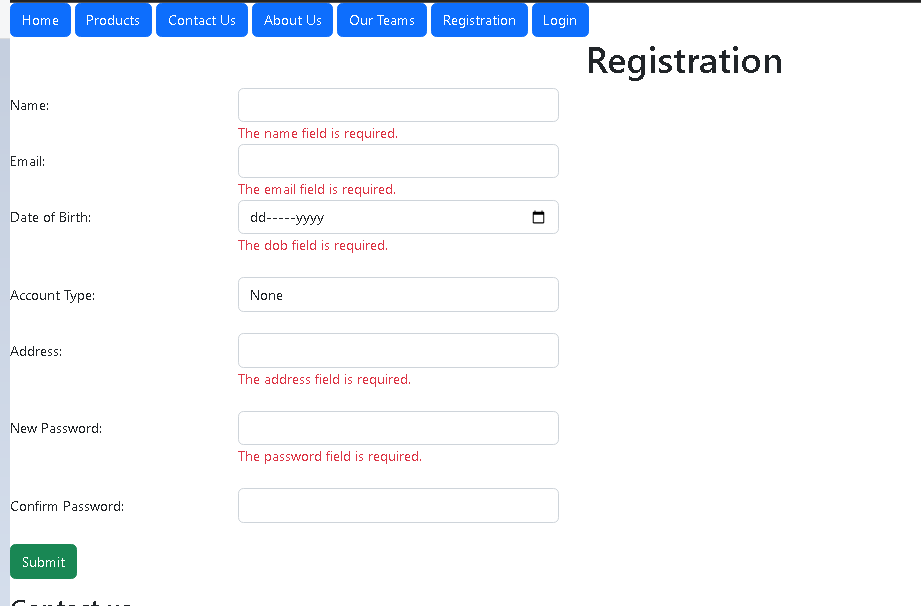 Home Products Contact Us About Us Our Teams Registration Login
Registration
Name:
The name field is required.
Email:
The email field is required.
Date of Birth: dd-----yyyy
The dob field is required.
Account Type: None
Address:
The address field is required.
New Password:
The password field is required.
Confirm Password:
Submit
Contact us